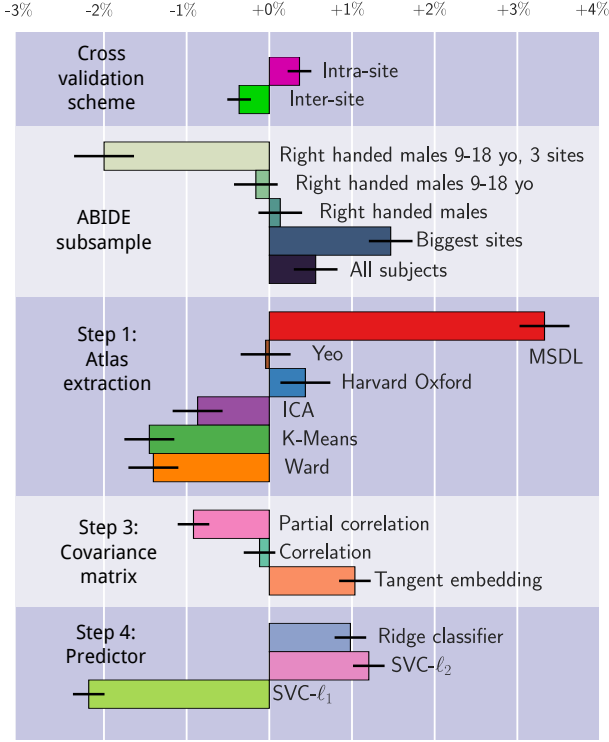 -3% -2% -1% +0% +1% +2% +3% +4%
Cross
validation
scheme
Intra-site
Inter-site
ABIDE
subsample
Right handed males 9-18 yo, 3 sites
Right handed males 9-18 yo
Right handed males
Biggest sites
All subjects
Step 1:
Atlas
extraction
MSDL
Yeo
Harvard Oxford
ICA
K-Means
Ward
Step 3:
Covariance
matrix
Partial correlation
Correlation
Tangent embedding
Step 4:
Predictor
Ridge classifier
SVC-ℓ₂
SVC-ℓ₁